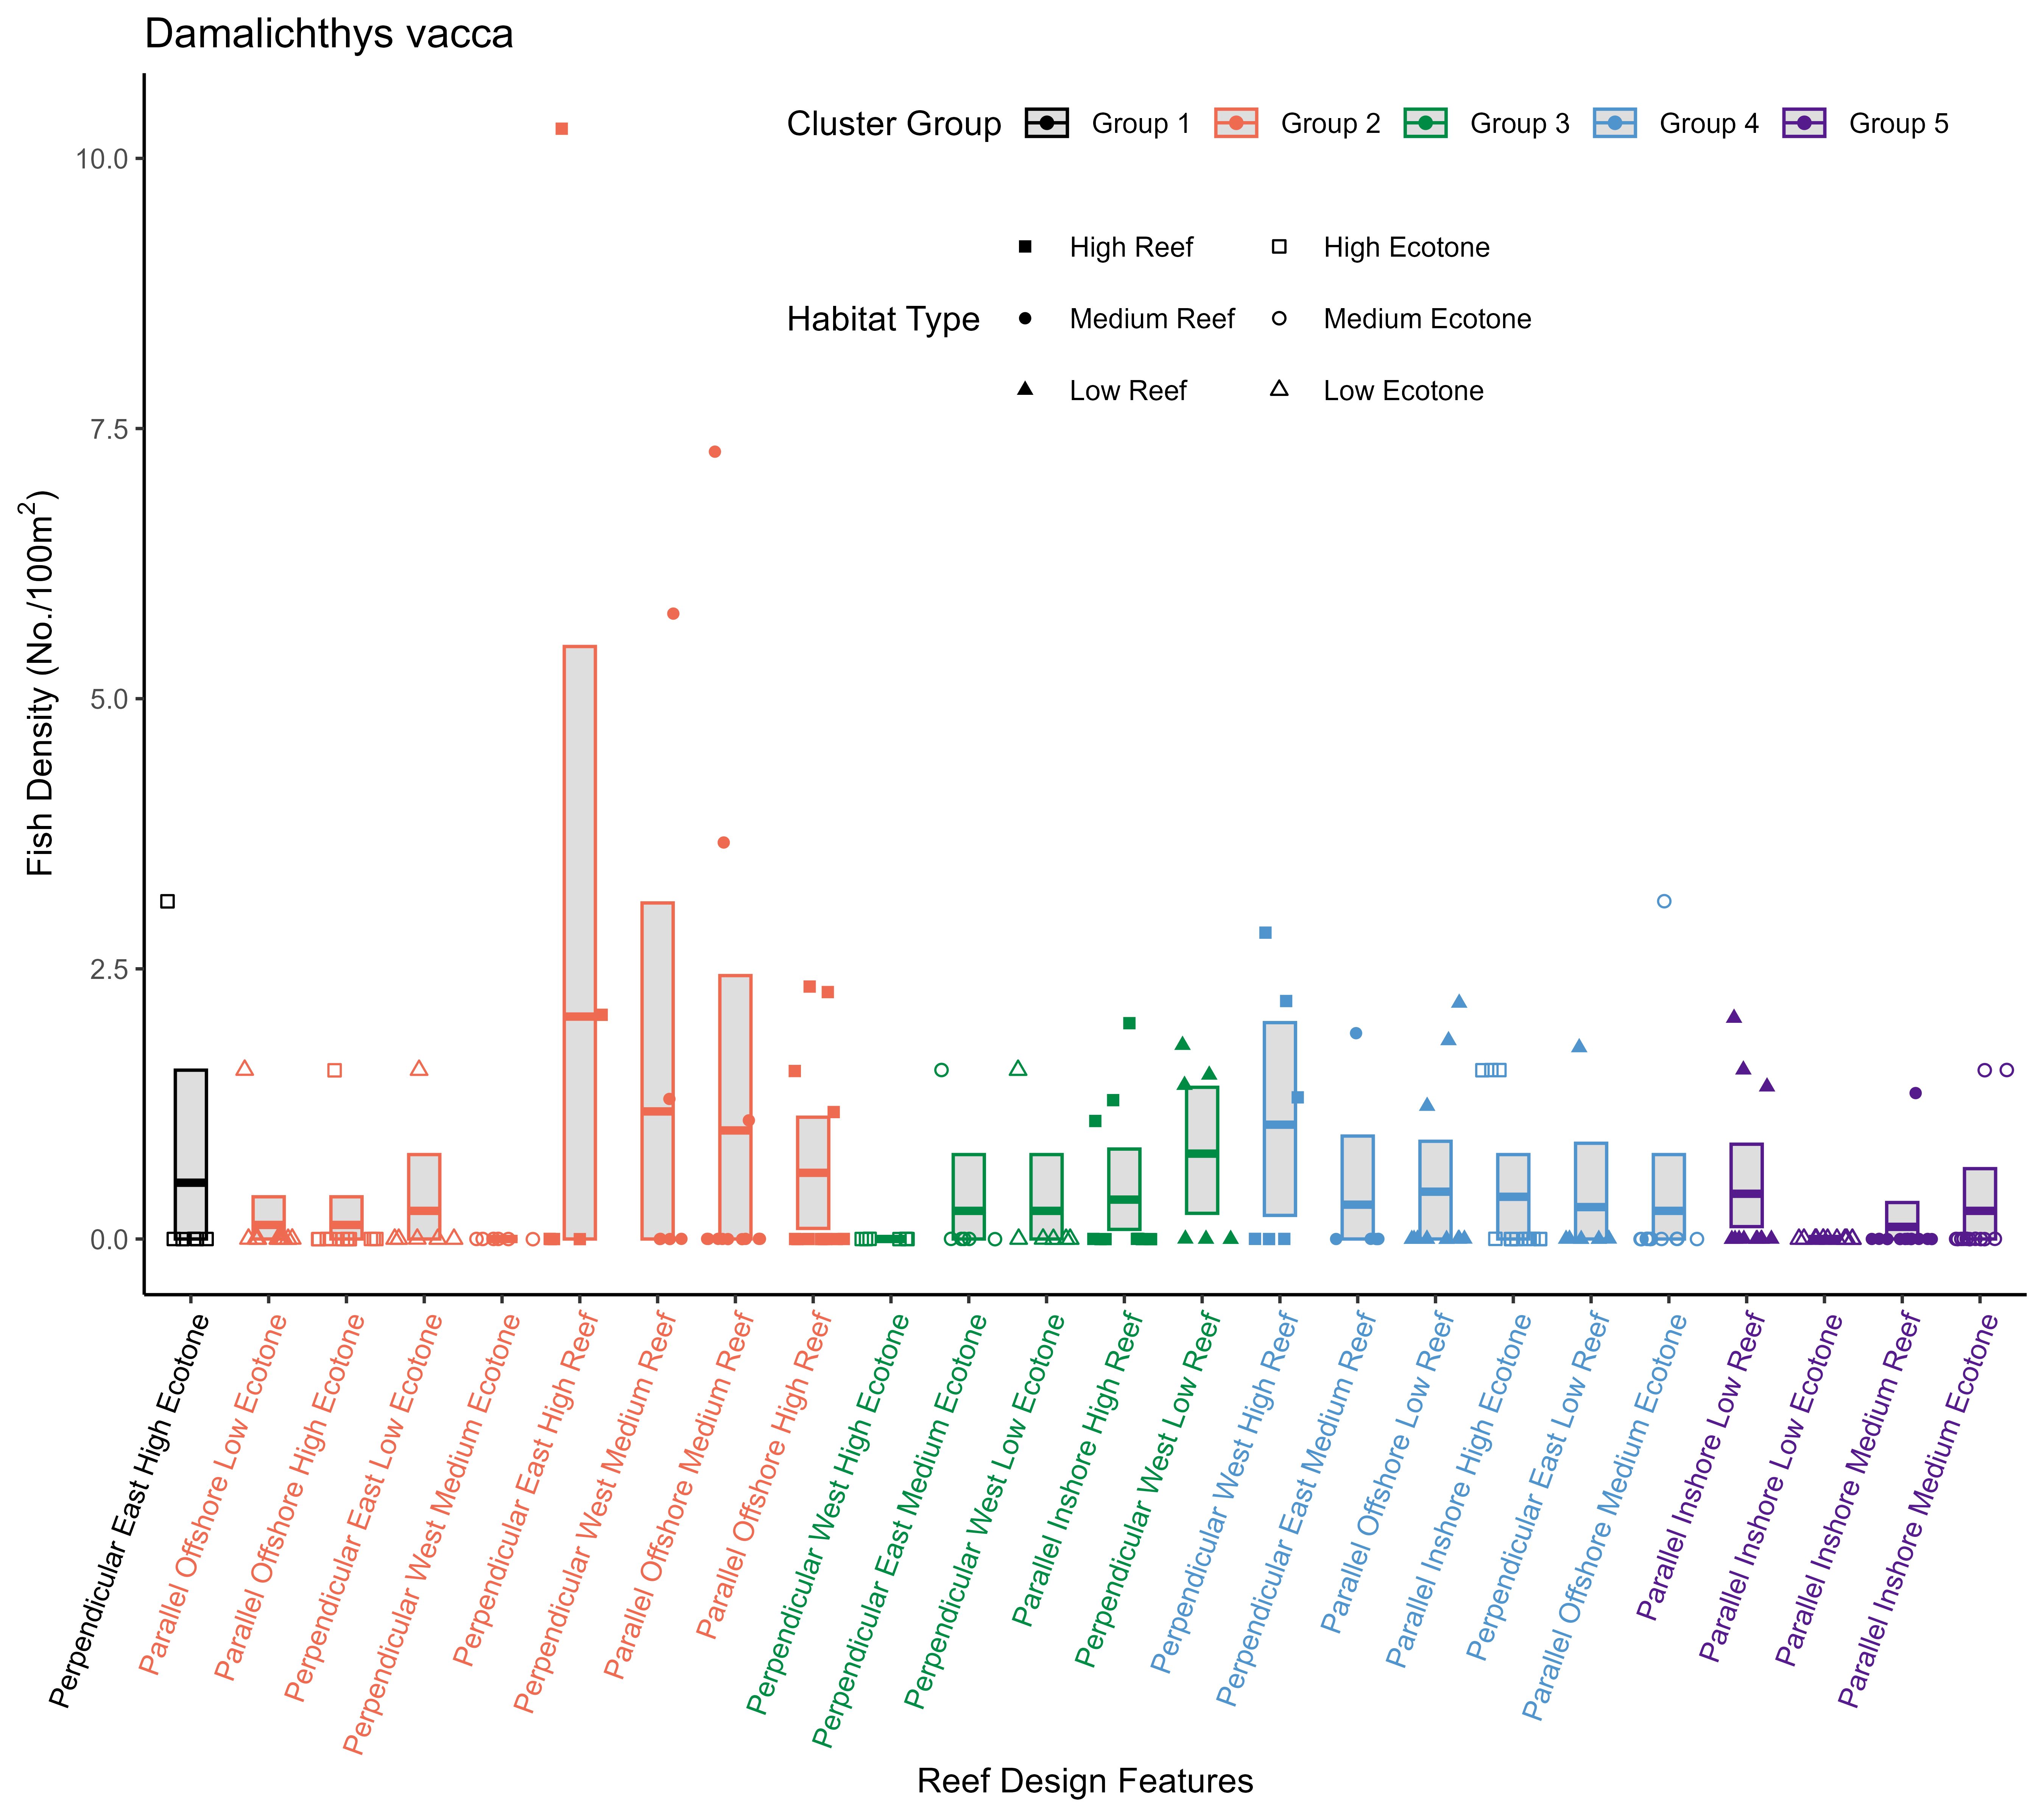 Damalichthys vacca
Cluster Group
Group 1
Group 2
Group 3
Group 4
Group 5
Habitat Type
High Reef
High Ecotone
Medium Reef
Medium Ecotone
Low Reef
Low Ecotone
Fish Density (No./100m²)
10.0
7.5
5.0
2.5
0.0
Perpendicular East High Ecotone
Parallel Offshore Low Ecotone
Parallel Offshore High Ecotone
Perpendicular East Low Ecotone
Perpendicular West Medium Ecotone
Perpendicular East High Reef
Perpendicular West Medium Reef
Parallel Offshore Medium Reef
Parallel Offshore High Reef
Perpendicular West High Ecotone
Perpendicular East Medium Ecotone
Perpendicular West Low Ecotone
Parallel Inshore High Reef
Perpendicular West Low Reef
Perpendicular West High Reef
Perpendicular East Medium Reef
Parallel Offshore Low Reef
Parallel Inshore High Ecotone
Perpendicular East Low Reef
Parallel Offshore Medium Ecotone
Parallel Inshore Low Reef
Parallel Inshore Low Ecotone
Parallel Inshore Medium Reef
Parallel Inshore Medium Ecotone
Reef Design Features